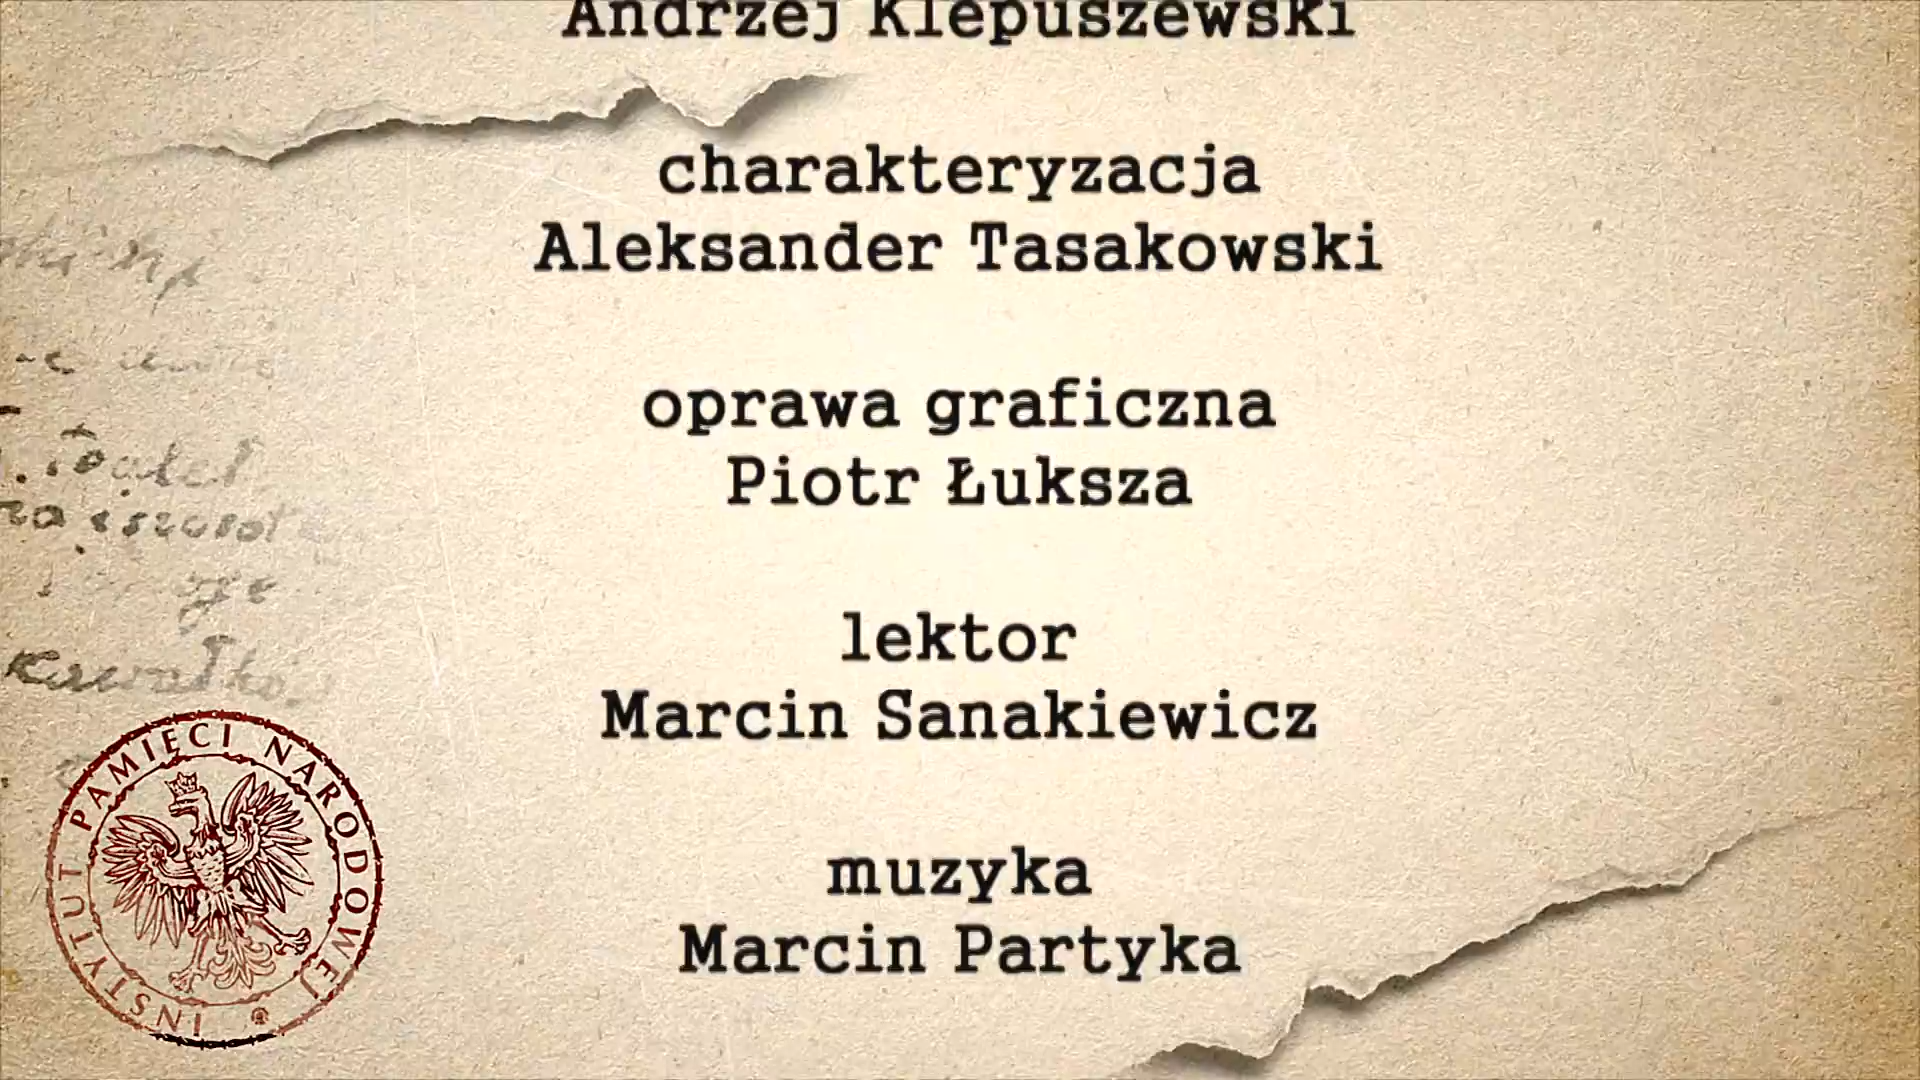 Andrzej Klepuszewski
charakteryzacja
Aleksander Tasakowski
oprawa graficzna
Piotr Łuksza
lektor
Marcin Sanakiewicz
muzyka
Marcin Partyka
INSTYTUT PAMIĘCI NARODOWEJ